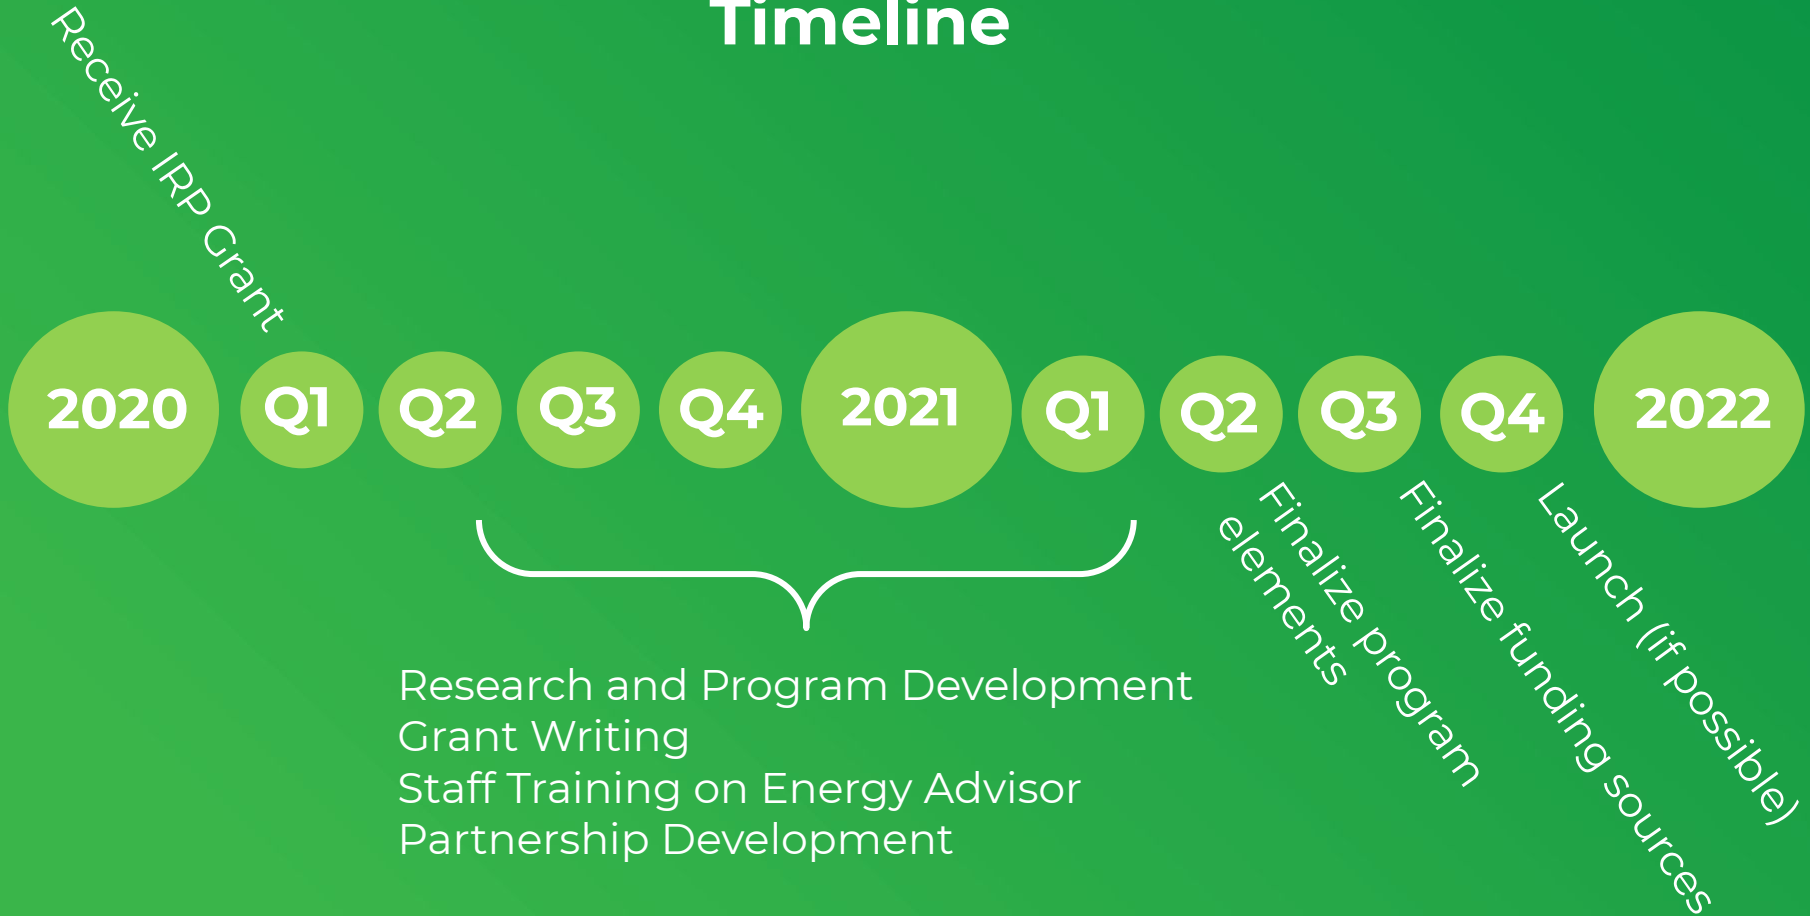 Timeline
Receive IRP Grant
2020
Q1
Q2
Q3
Q4
2021
Q1
Q2
Q3
Q4
2022
Research and Program Development
Grant Writing
Staff Training on Energy Advisor
Partnership Development
Finalize program
elements
Finalize funding sources
Launch (if possible)